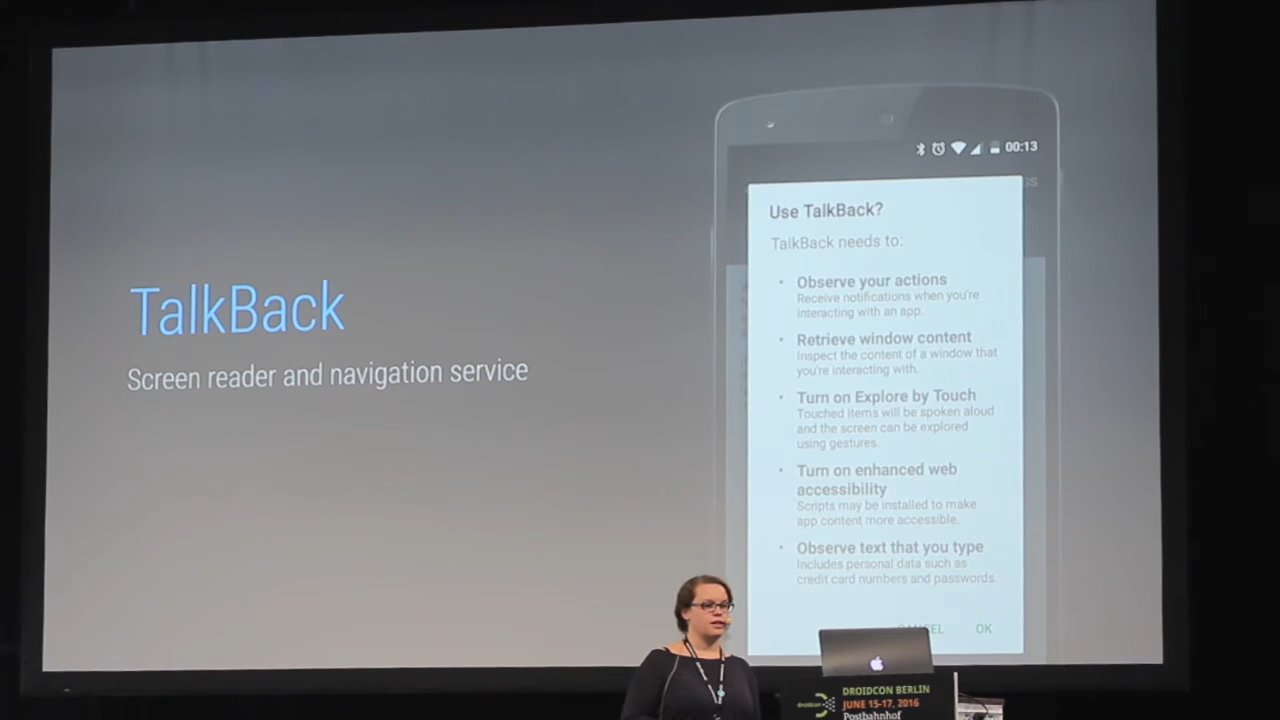 00:13
GS
Use TalkBack?
TalkBack needs to:
Observe your actions
Receive notifications when you're
interacting with an app.
Retrieve window content
Inspect the content of a window that
you're interacting with.
Turn on Explore by Touch
Touched items will be spoken aloud
and the screen can be explored
using gestures.
Turn on enhanced web
accessibility
Scripts may be installed to make
app content more accessible.
Observe text that you type
Includes personal data such as
credit card numbers and passwords.
CANCEL OK
TalkBack
Screen reader and navigation service
droidcon
DROIDCON BERLIN
JUNE 15-17, 2016
Postbahnhof